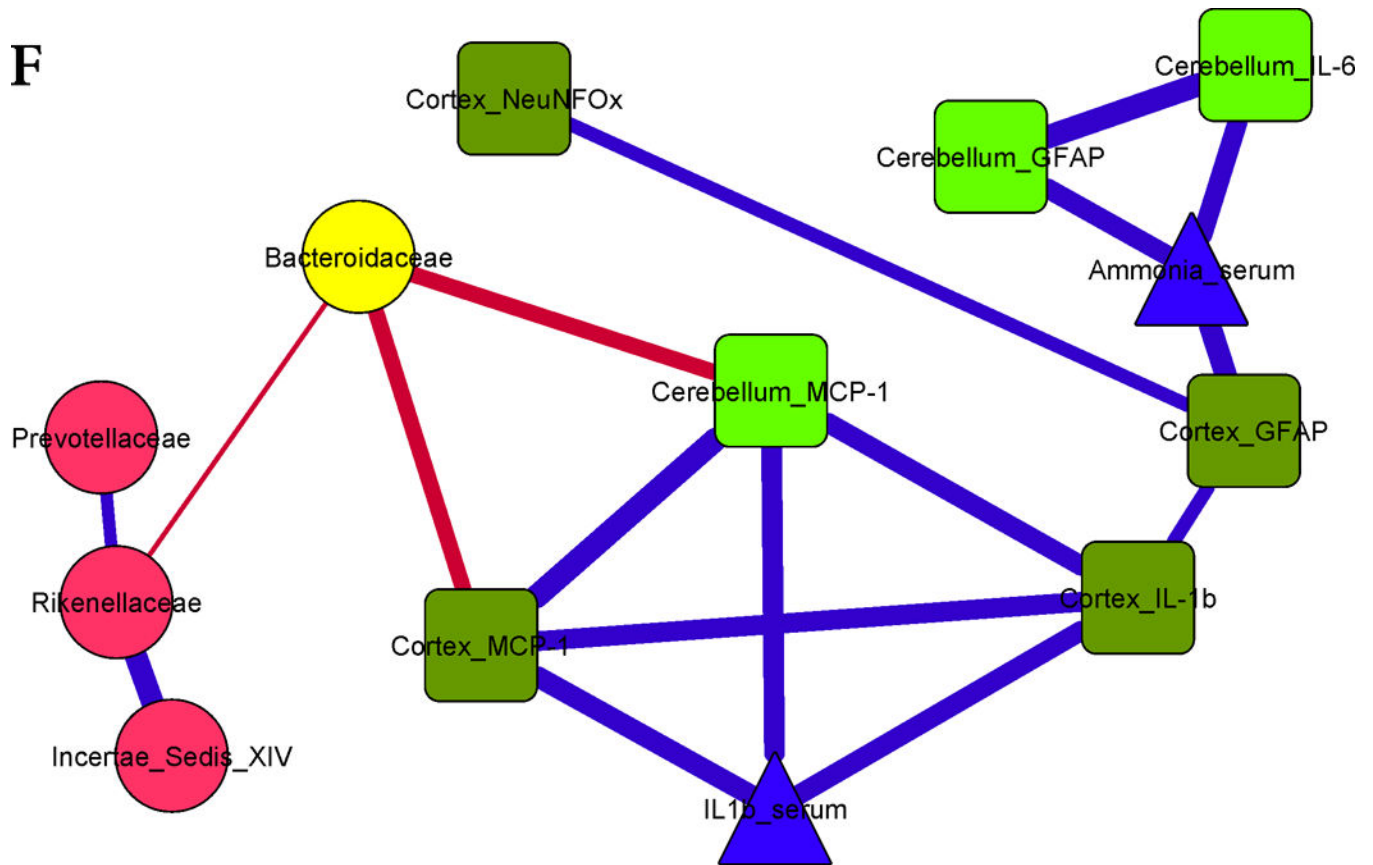 F
Cerebellum_IL-6
Cortex_NeuNFOx
Cerebellum_GFAP
Bacteroidaceae
Ammonia_serum
Cerebellum_MCP-1
Prevotellaceae
Cortex_GFAP
Rikenellaceae
Cortex_IL-1b
Cortex_MCP-1
Incertae_Sedis_XIV
IL1b_serum